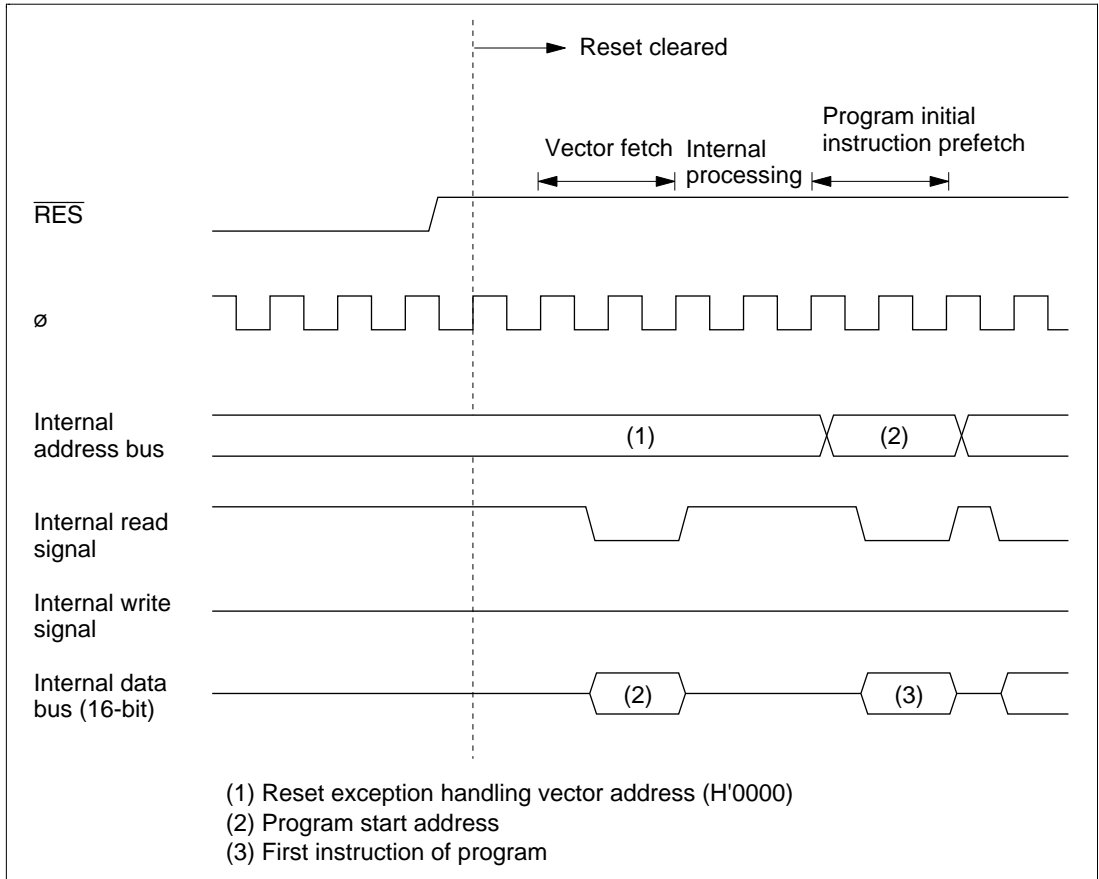 Reset cleared
Program initial
instruction prefetch
Vector fetch
Internal
processing
RES
ø
Internal
address bus
(1)
(2)
Internal read
signal
Internal write
signal
Internal data
bus (16-bit)
(2)
(3)
(1) Reset exception handling vector address (H'0000)
(2) Program start address
(3) First instruction of program